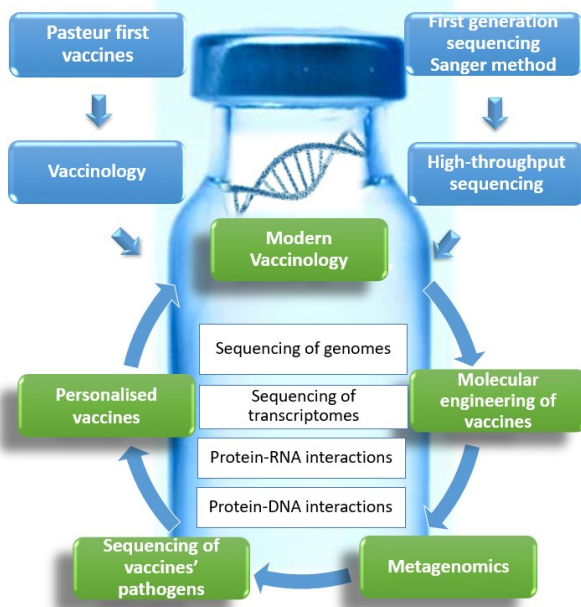 Pasteur first
vaccines
First generation
sequencing
Sanger method
Vaccinology
High-throughput
sequencing
Modern
Vaccinology
Sequencing of genomes
Personalised
vaccines
Sequencing of
transcriptomes
Molecular
engineering of
vaccines
Protein-RNA interactions
Protein-DNA interactions
Sequencing of
vaccines'
pathogens
Metagenomics